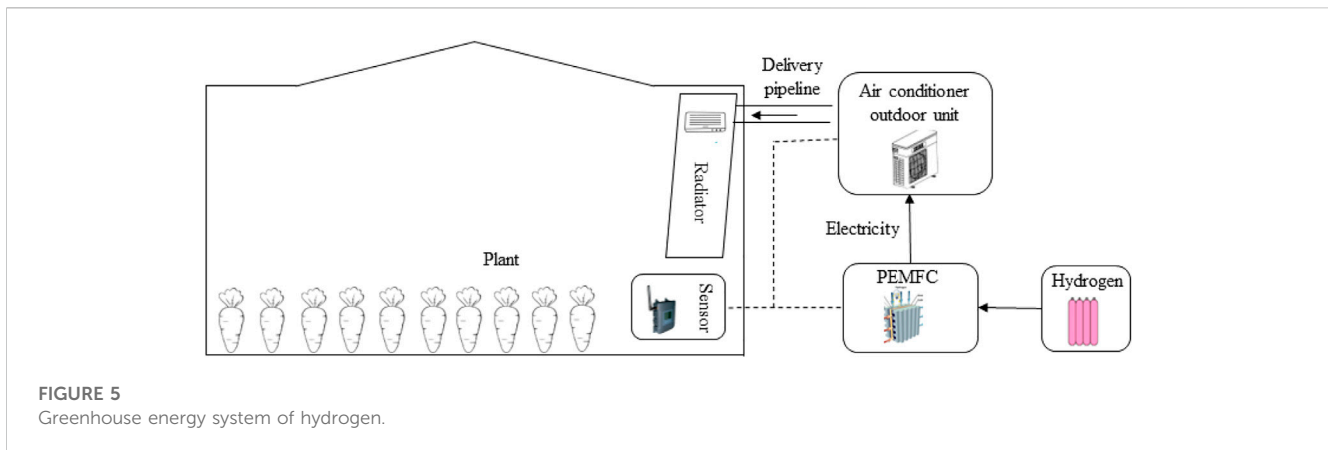 Delivery
pipeline
Air conditioner
outdoor unit
Radiator
Electricity
Plant
Sensor
PEMFC
Hydrogen
FIGURE 5
Greenhouse energy system of hydrogen.